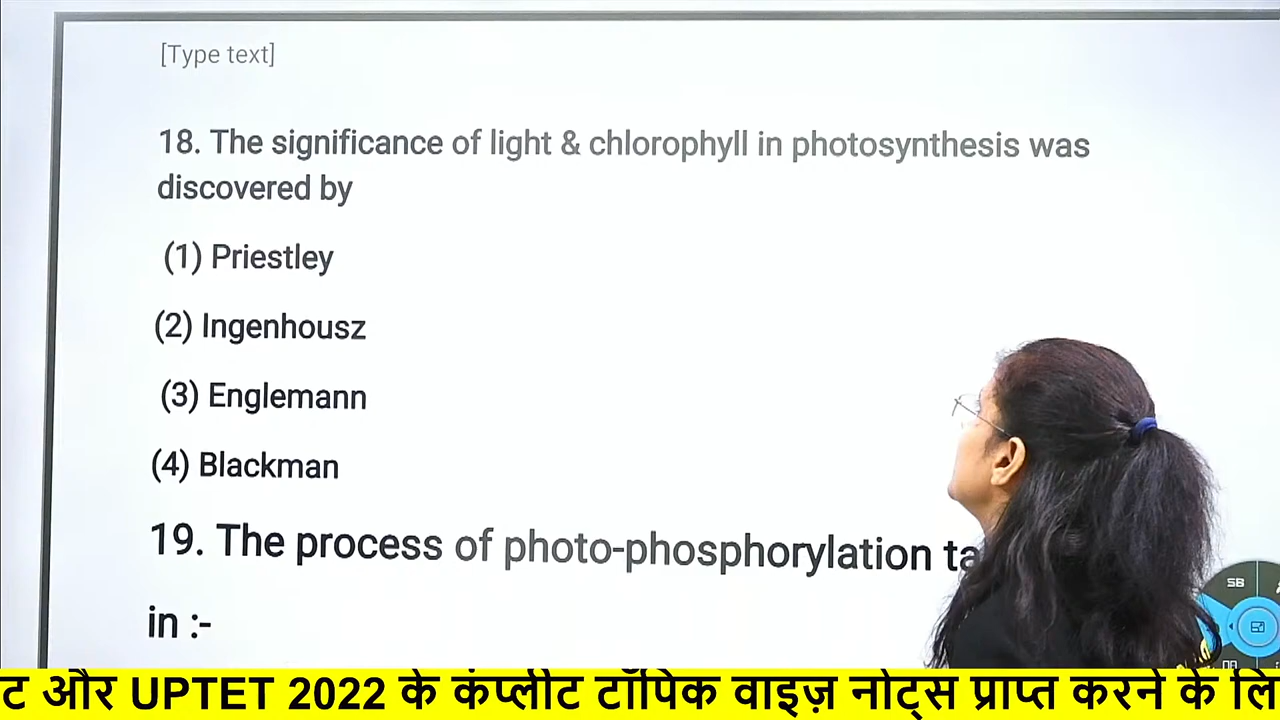 [Type text]
18. The significance of light & chlorophyll in photosynthesis was
discovered by
(1) Priestley
(2) Ingenhousz
(3) Englemann
(4) Blackman
19. The process of photo-phosphorylation ta
in :-
SB
ट और UPTET 2022 के कंप्लीट टॉपिक वाइज़ नोट्स प्राप्त करने के लि